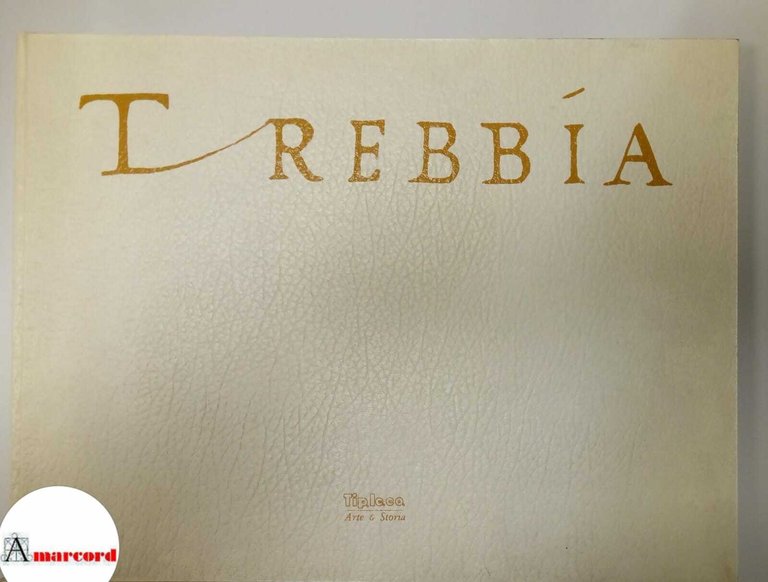 TREBBÍA
Tipleco
Arte & Storia
Amarcord